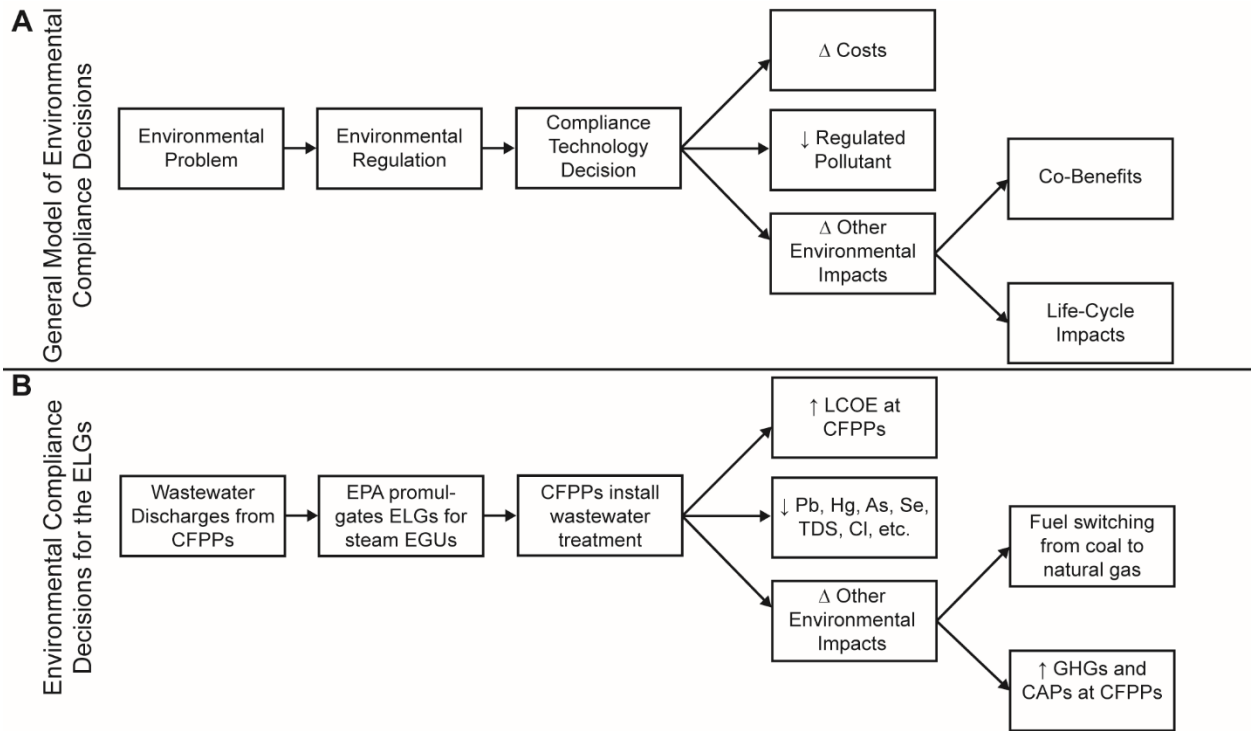 A
General Model of Environmental
Compliance Decisions
Environmental
Problem
Environmental
Regulation
Compliance
Technology
Decision
Δ Costs
↓ Regulated
Pollutant
Δ Other
Environmental
Impacts
Co-Benefits
Life-Cycle
Impacts
B
Environmental Compliance
Decisions for the ELGs
Wastewater
Discharges from
CFPPs
EPA promul-
gates ELGs for
steam EGUs
CFPPs install
wastewater
treatment
↑ LCOE at
CFPPs
↓ Pb, Hg, As, Se,
TDS, Cl, etc.
Δ Other
Environmental
Impacts
Fuel switching
from coal to
natural gas
↑ GHGs and
CAPs at CFPPs